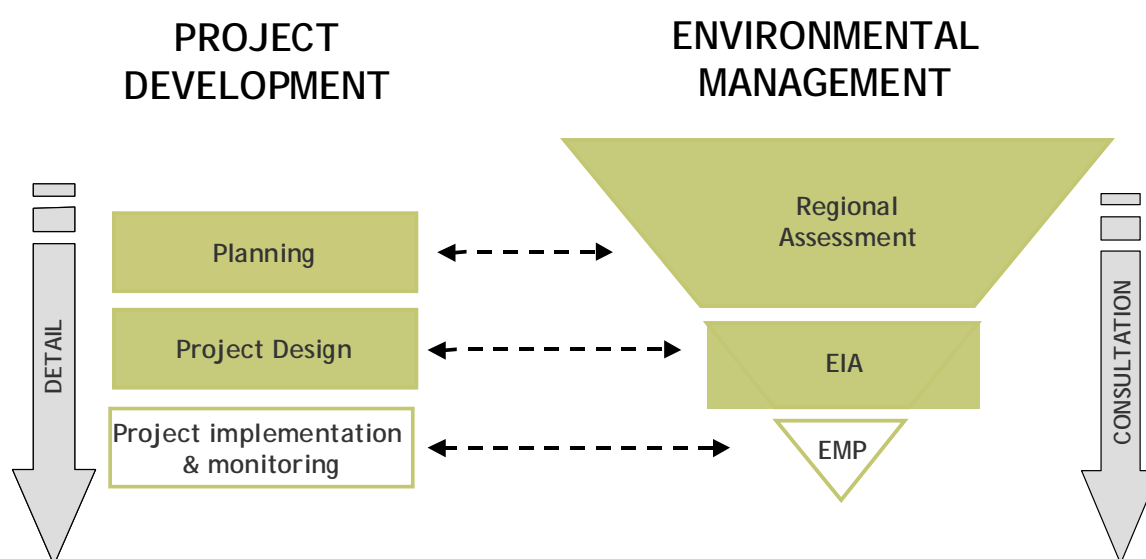 PROJECT
DEVELOPMENT
ENVIRONMENTAL
MANAGEMENT
DETAIL
Planning
Project Design
Project implementation
& monitoring
Regional
Assessment
EIA
EMP
CONSULTATION